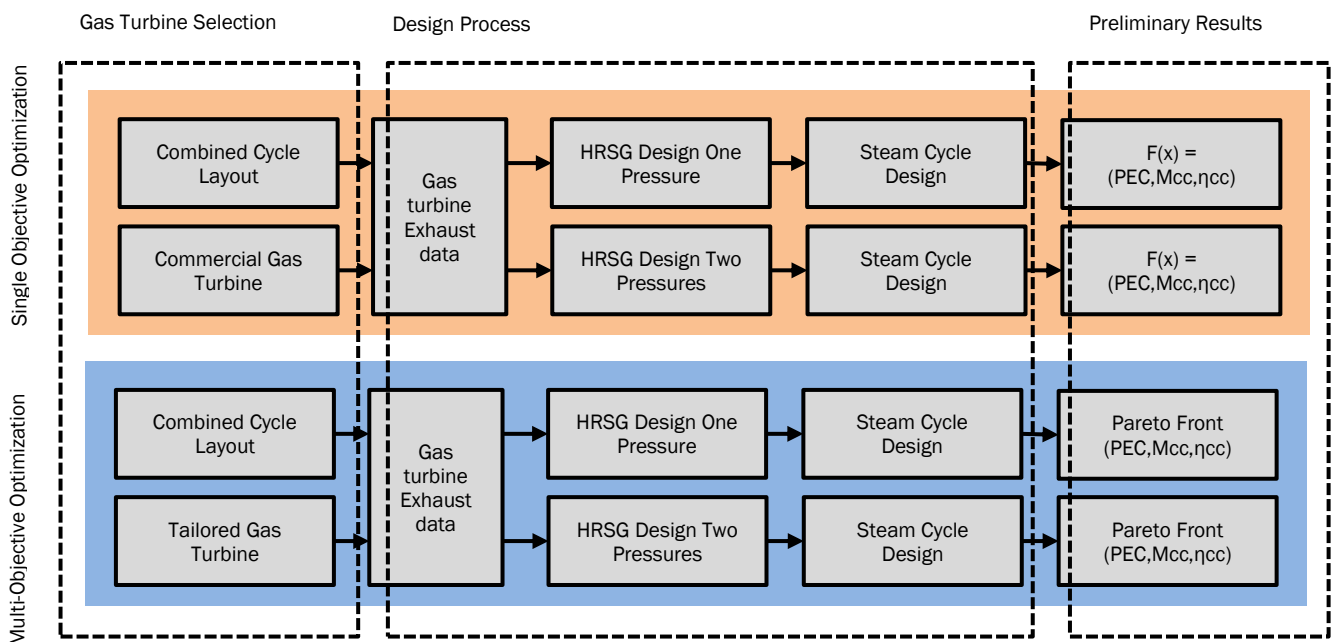 Gas Turbine Selection
Design Process
Preliminary Results
Single Objective Optimization
Combined Cycle
Layout
Commercial Gas
Turbine
Gas
turbine
Exhaust
data
HRSG Design One
Pressure
HRSG Design Two
Pressures
Steam Cycle
Design
Steam Cycle
Design
F(x) =
(PEC,Mcc,ηcc)
F(x) =
(PEC,Mcc,ηcc)
Multi-Objective Optimization
Combined Cycle
Layout
Tailored Gas
Turbine
Gas
turbine
Exhaust
data
HRSG Design One
Pressure
HRSG Design Two
Pressures
Steam Cycle
Design
Steam Cycle
Design
Pareto Front
(PEC,Mcc,ηcc)
Pareto Front
(PEC,Mcc,ηcc)